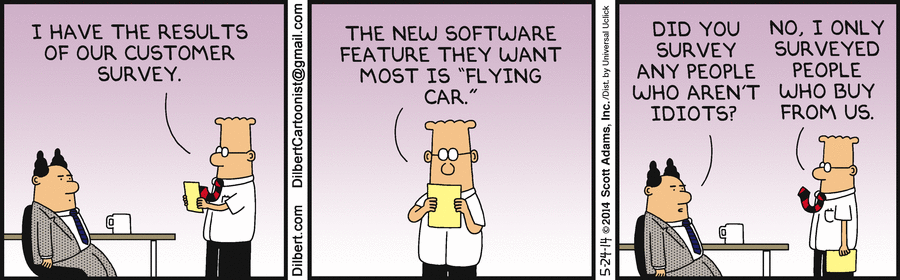 I HAVE THE RESULTS
OF OUR CUSTOMER
SURVEY.
DilbertCartoonist@gmail.com
Dilbert.com
THE NEW SOFTWARE
FEATURE THEY WANT
MOST IS “FLYING
CAR.”
5-24-14 © 2014 Scott Adams, Inc. /Dist. by Universal Uclick
DID YOU
SURVEY
ANY PEOPLE
WHO AREN'T
IDIOTS?
NO, I ONLY
SURVEYED
PEOPLE
WHO BUY
FROM US.